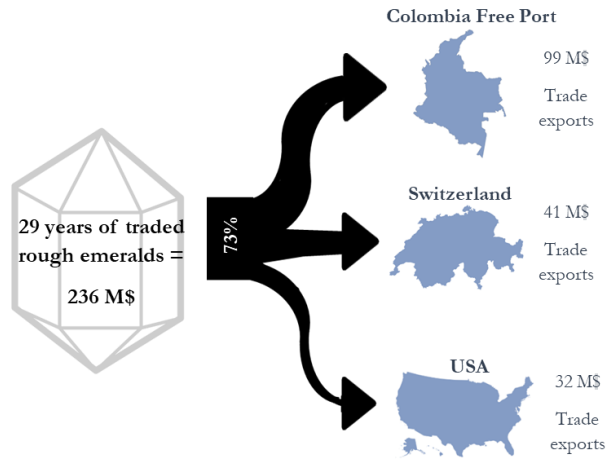 Colombia Free Port
99 M$
Trade
exports
29 years of traded
rough emeralds =
236 M$
73%
Switzerland
41 M$
Trade
exports
USA
32 M$
Trade
exports